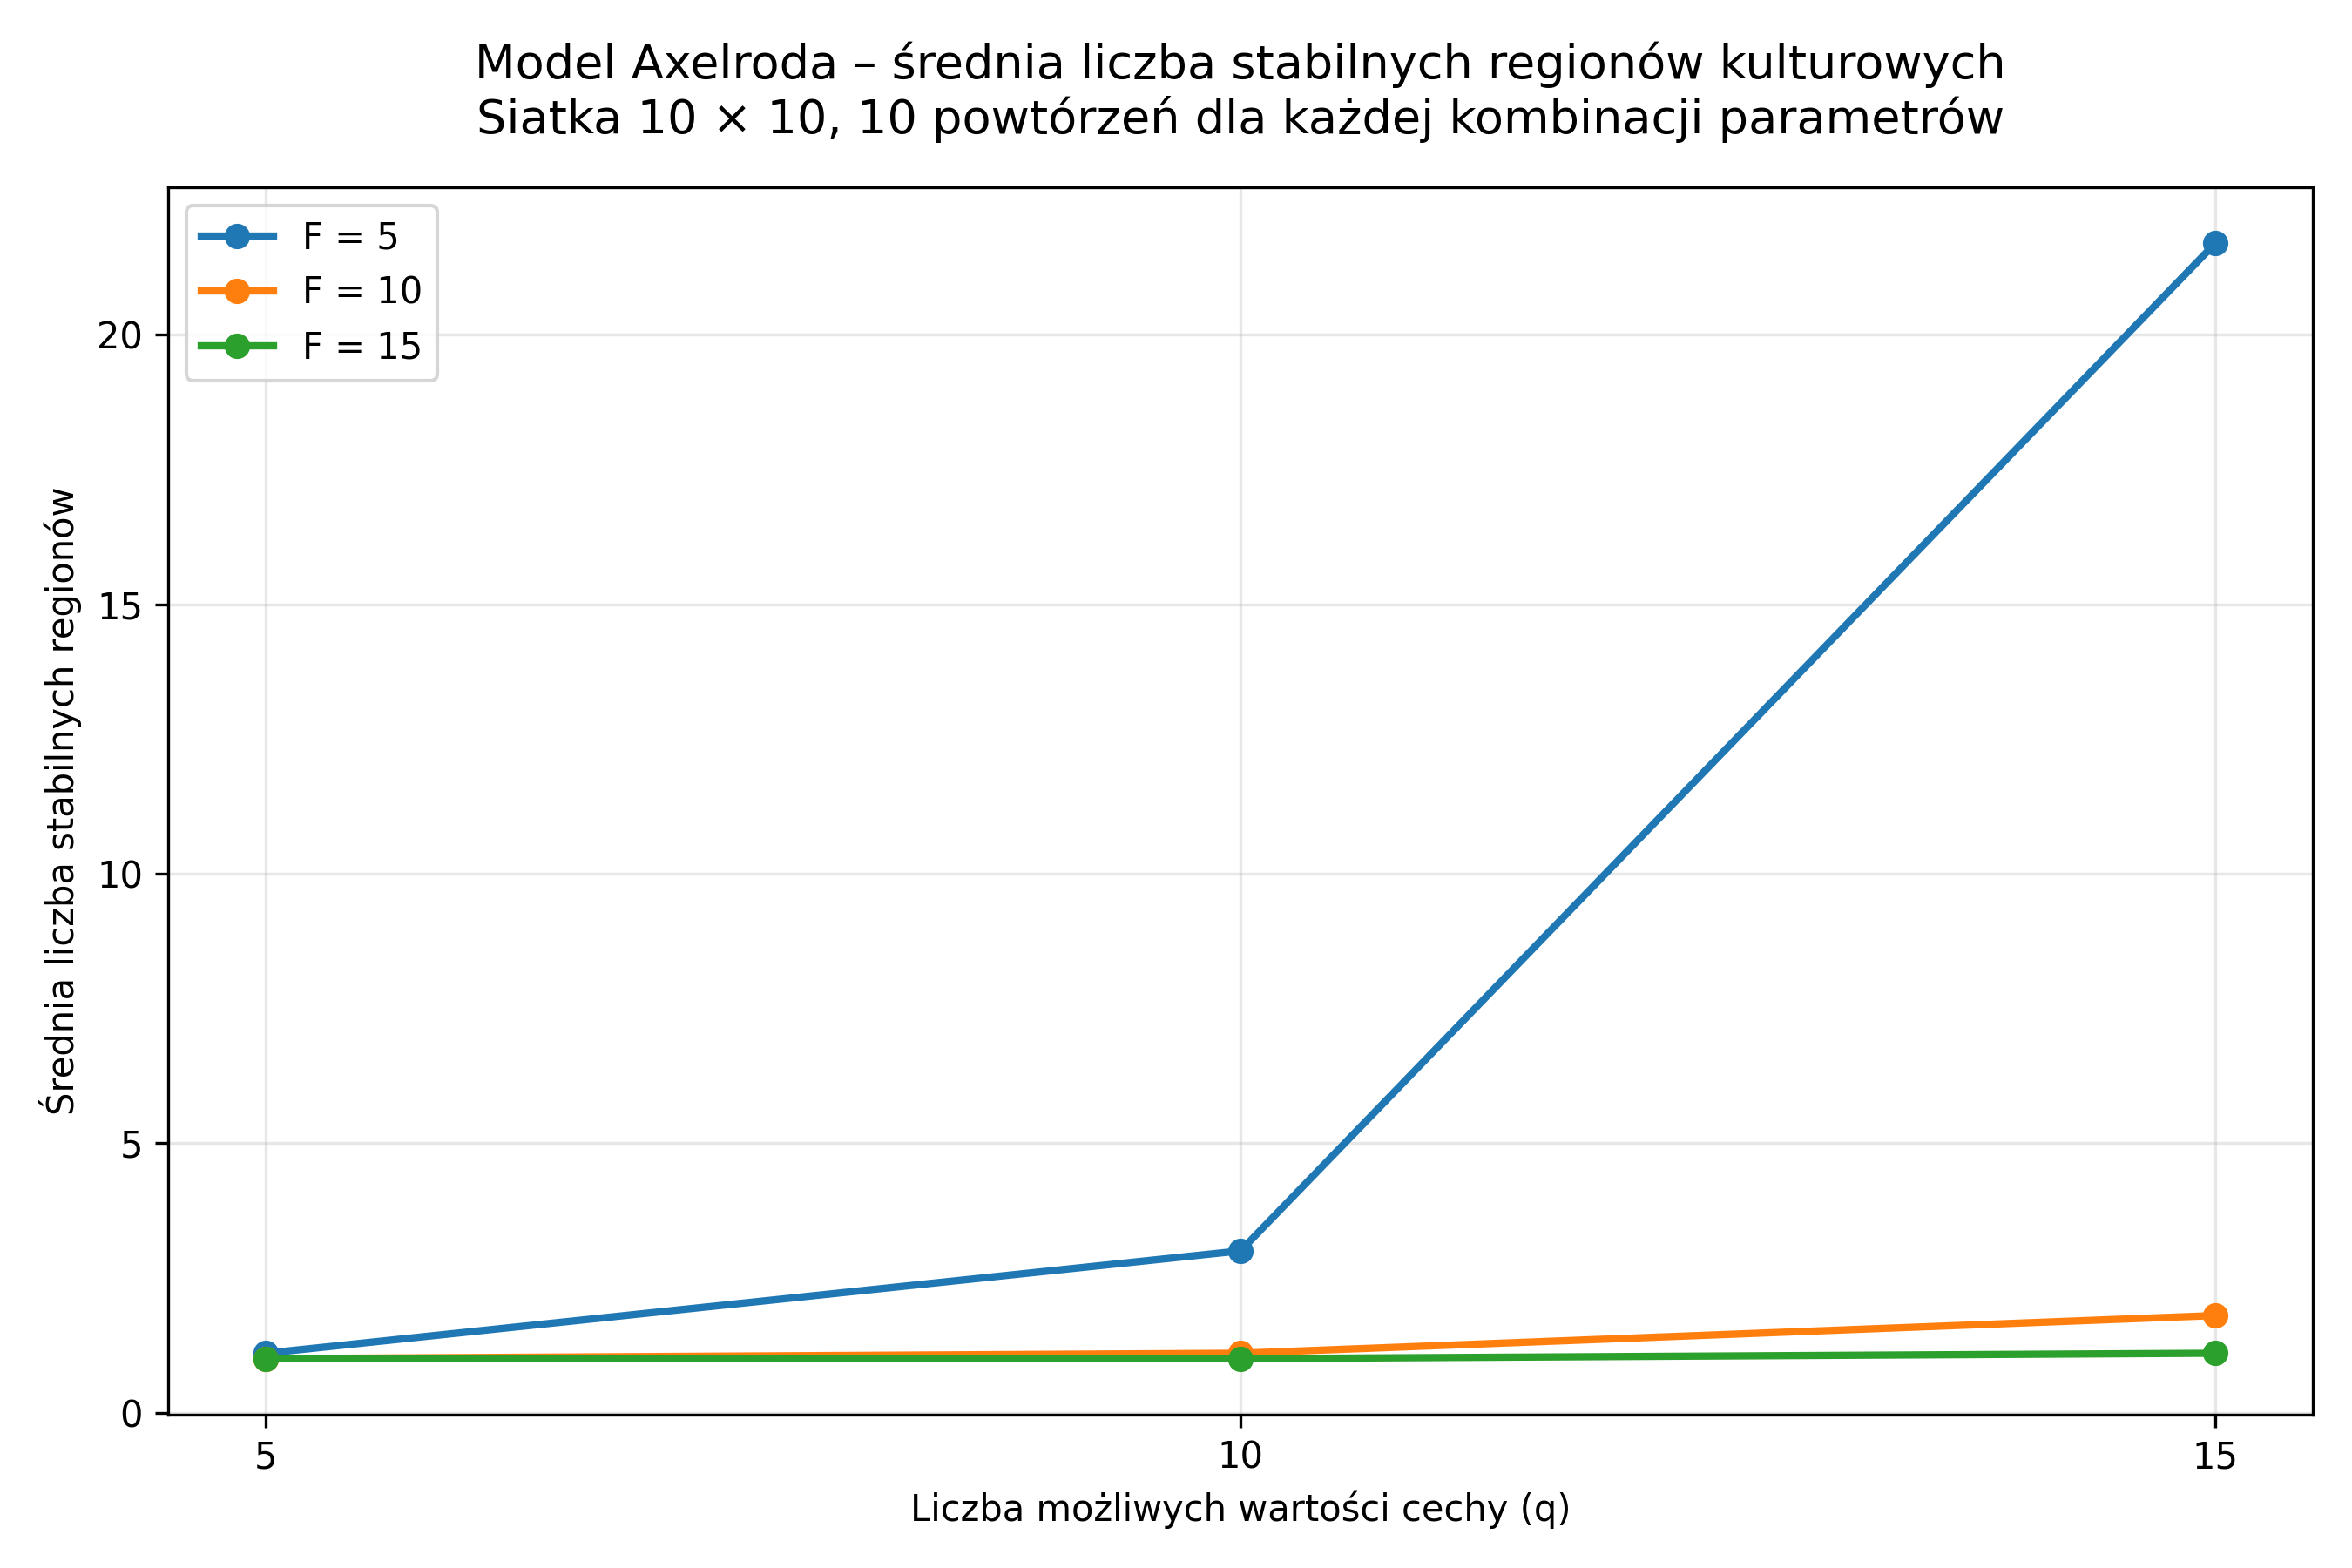 Model Axelroda – średnia liczba stabilnych regionów kulturowych
Siatka 10 × 10, 10 powtórzeń dla każdej kombinacji parametrów
F = 5
F = 10
F = 15
Średnia liczba stabilnych regionów
20
15
10
5
0
5
10
15
Liczba możliwych wartości cechy (q)